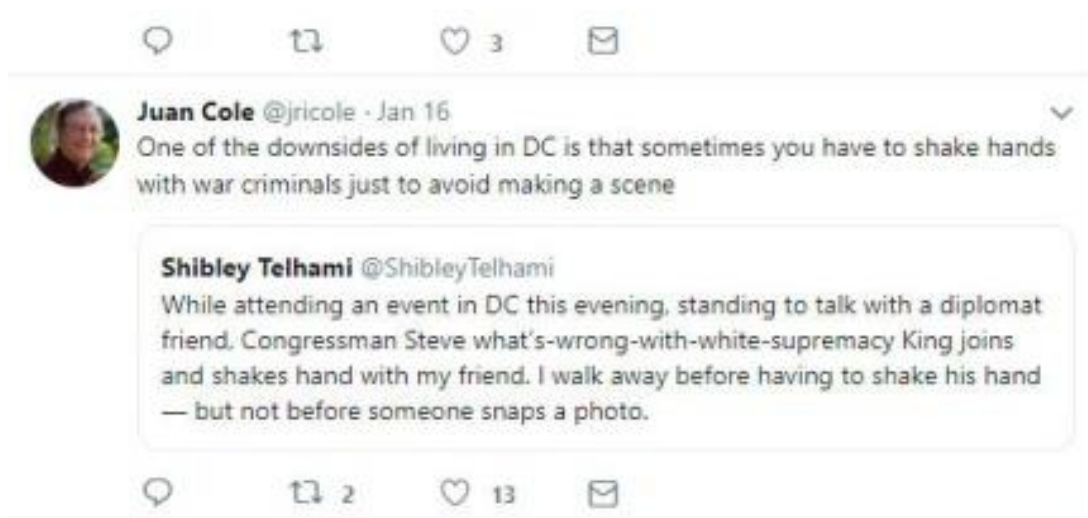 3
Juan Cole @jricole · Jan 16
One of the downsides of living in DC is that sometimes you have to shake hands
with war criminals just to avoid making a scene
Shibley Telhami @ShibleyTelhami
While attending an event in DC this evening, standing to talk with a diplomat
friend, Congressman Steve what's-wrong-with-white-supremacy King joins
and shakes hand with my friend. I walk away before having to shake his hand
— but not before someone snaps a photo.
2 13